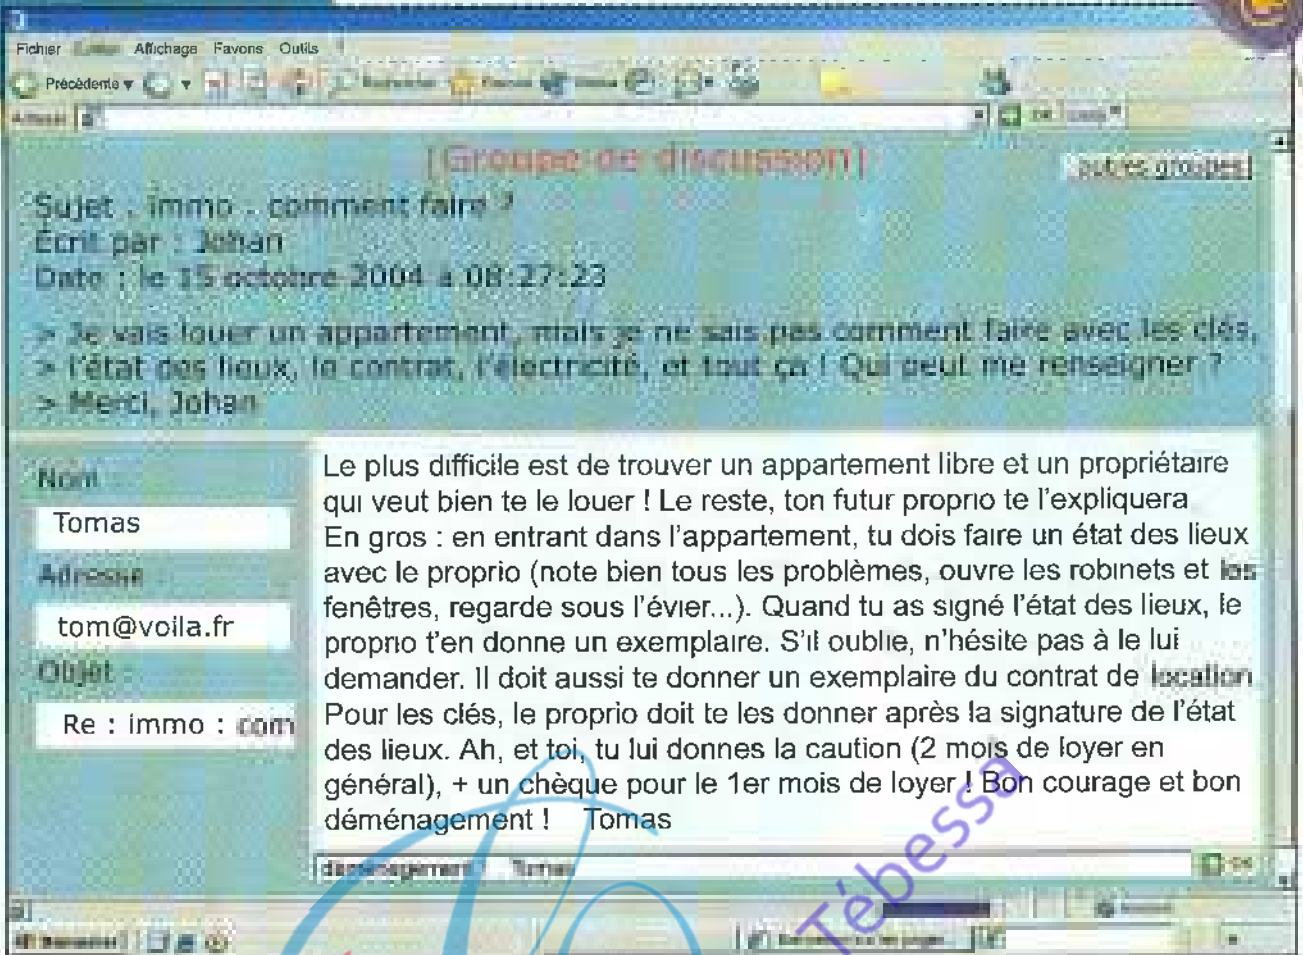 Fichier Affichage Favoris Outils
Précédente
[Groupe de discussion]
autres groupes
Sujet : immo : comment faire ?
Écrit par : Johan
Date : le 15 octobre 2004 à 08:27:23
> Je vais louer un appartement, mais je ne sais pas comment faire avec les clés,
> l'état des lieux, le contrat, l'électricité, et tout ça ! Qui peut me renseigner ?
> Merci, Johan
Nom :
Tomas
Adresse :
tom@voila.fr
Objet :
Re : immo : com
Le plus difficile est de trouver un appartement libre et un propriétaire
qui veut bien te le louer ! Le reste, ton futur proprio te l'expliquera
En gros : en entrant dans l'appartement, tu dois faire un état des lieux
avec le proprio (note bien tous les problèmes, ouvre les robinets et les
fenêtres, regarde sous l'évier...). Quand tu as signé l'état des lieux, le
proprio t'en donne un exemplaire. S'il oublie, n'hésite pas à le lui
demander. Il doit aussi te donner un exemplaire du contrat de location
Pour les clés, le proprio doit te les donner après la signature de l'état
des lieux. Ah, et toi, tu lui donnes la caution (2 mois de loyer en
général), + un chèque pour le 1er mois de loyer ! Bon courage et bon
déménagement ! Tomas
déménagement ! Tomas
OK
Tébessa